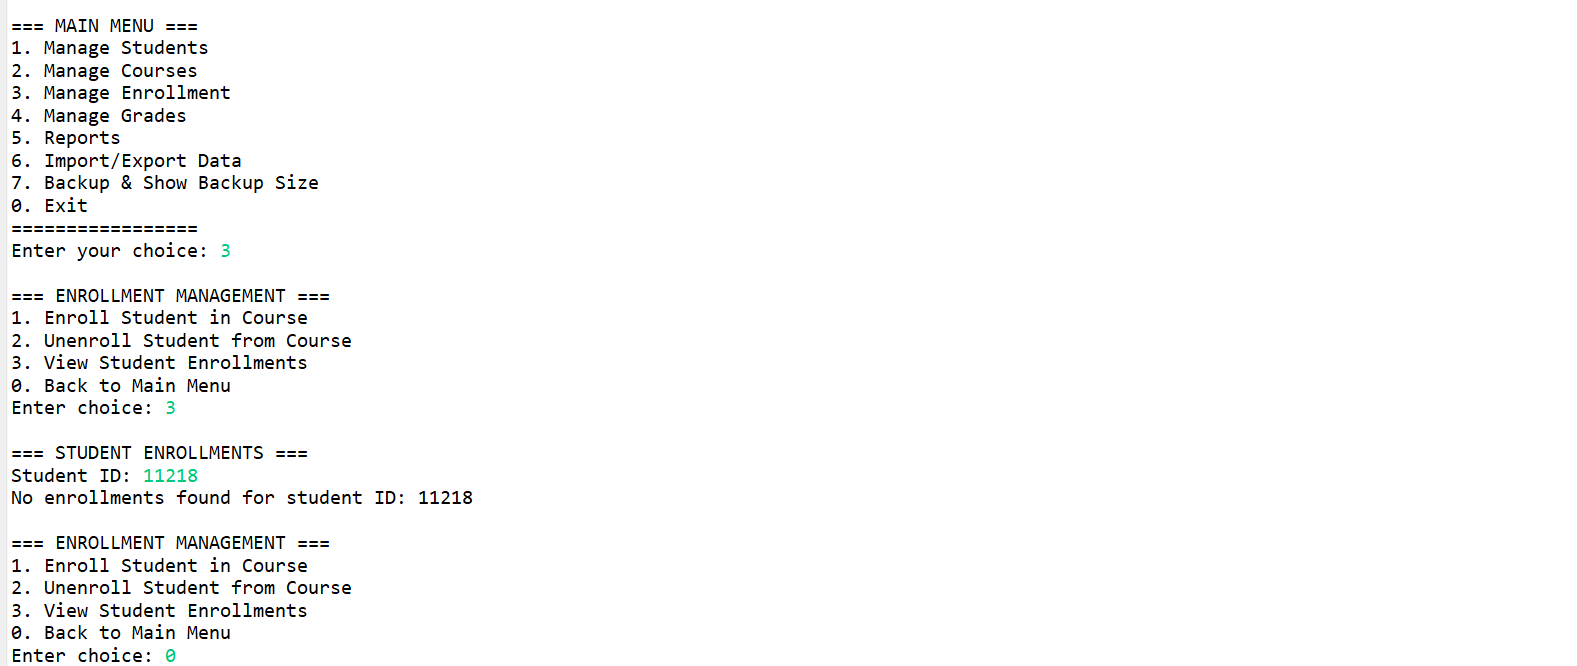 === MAIN MENU ===
1. Manage Students
2. Manage Courses
3. Manage Enrollment
4. Manage Grades
5. Reports
6. Import/Export Data
7. Backup & Show Backup Size
0. Exit
=================
Enter your choice: 3
=== ENROLLMENT MANAGEMENT ===
1. Enroll Student in Course
2. Unenroll Student from Course
3. View Student Enrollments
0. Back to Main Menu
Enter choice: 3
=== STUDENT ENROLLMENTS ===
Student ID: 11218
No enrollments found for student ID: 11218
=== ENROLLMENT MANAGEMENT ===
1. Enroll Student in Course
2. Unenroll Student from Course
3. View Student Enrollments
0. Back to Main Menu
Enter choice: 0